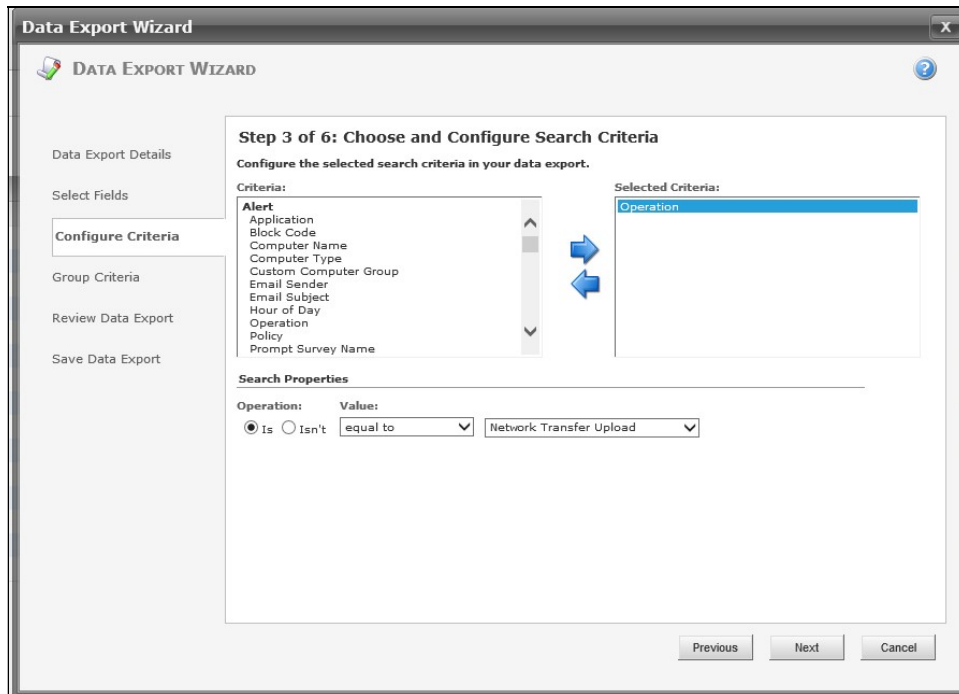 Data Export Wizard
X
DATA EXPORT WIZARD
?
Data Export Details
Select Fields
Configure Criteria
Group Criteria
Review Data Export
Save Data Export
Step 3 of 6: Choose and Configure Search Criteria
Configure the selected search criteria in your data export.
Criteria:
Alert
Application
Block Code
Computer Name
Computer Type
Custom Computer Group
Email Sender
Email Subject
Hour of Day
Operation
Policy
Prompt Survey Name
Selected Criteria:
Operation
Search Properties
Operation: Value:
Is Isn't equal to Network Transfer Upload
Previous Next Cancel